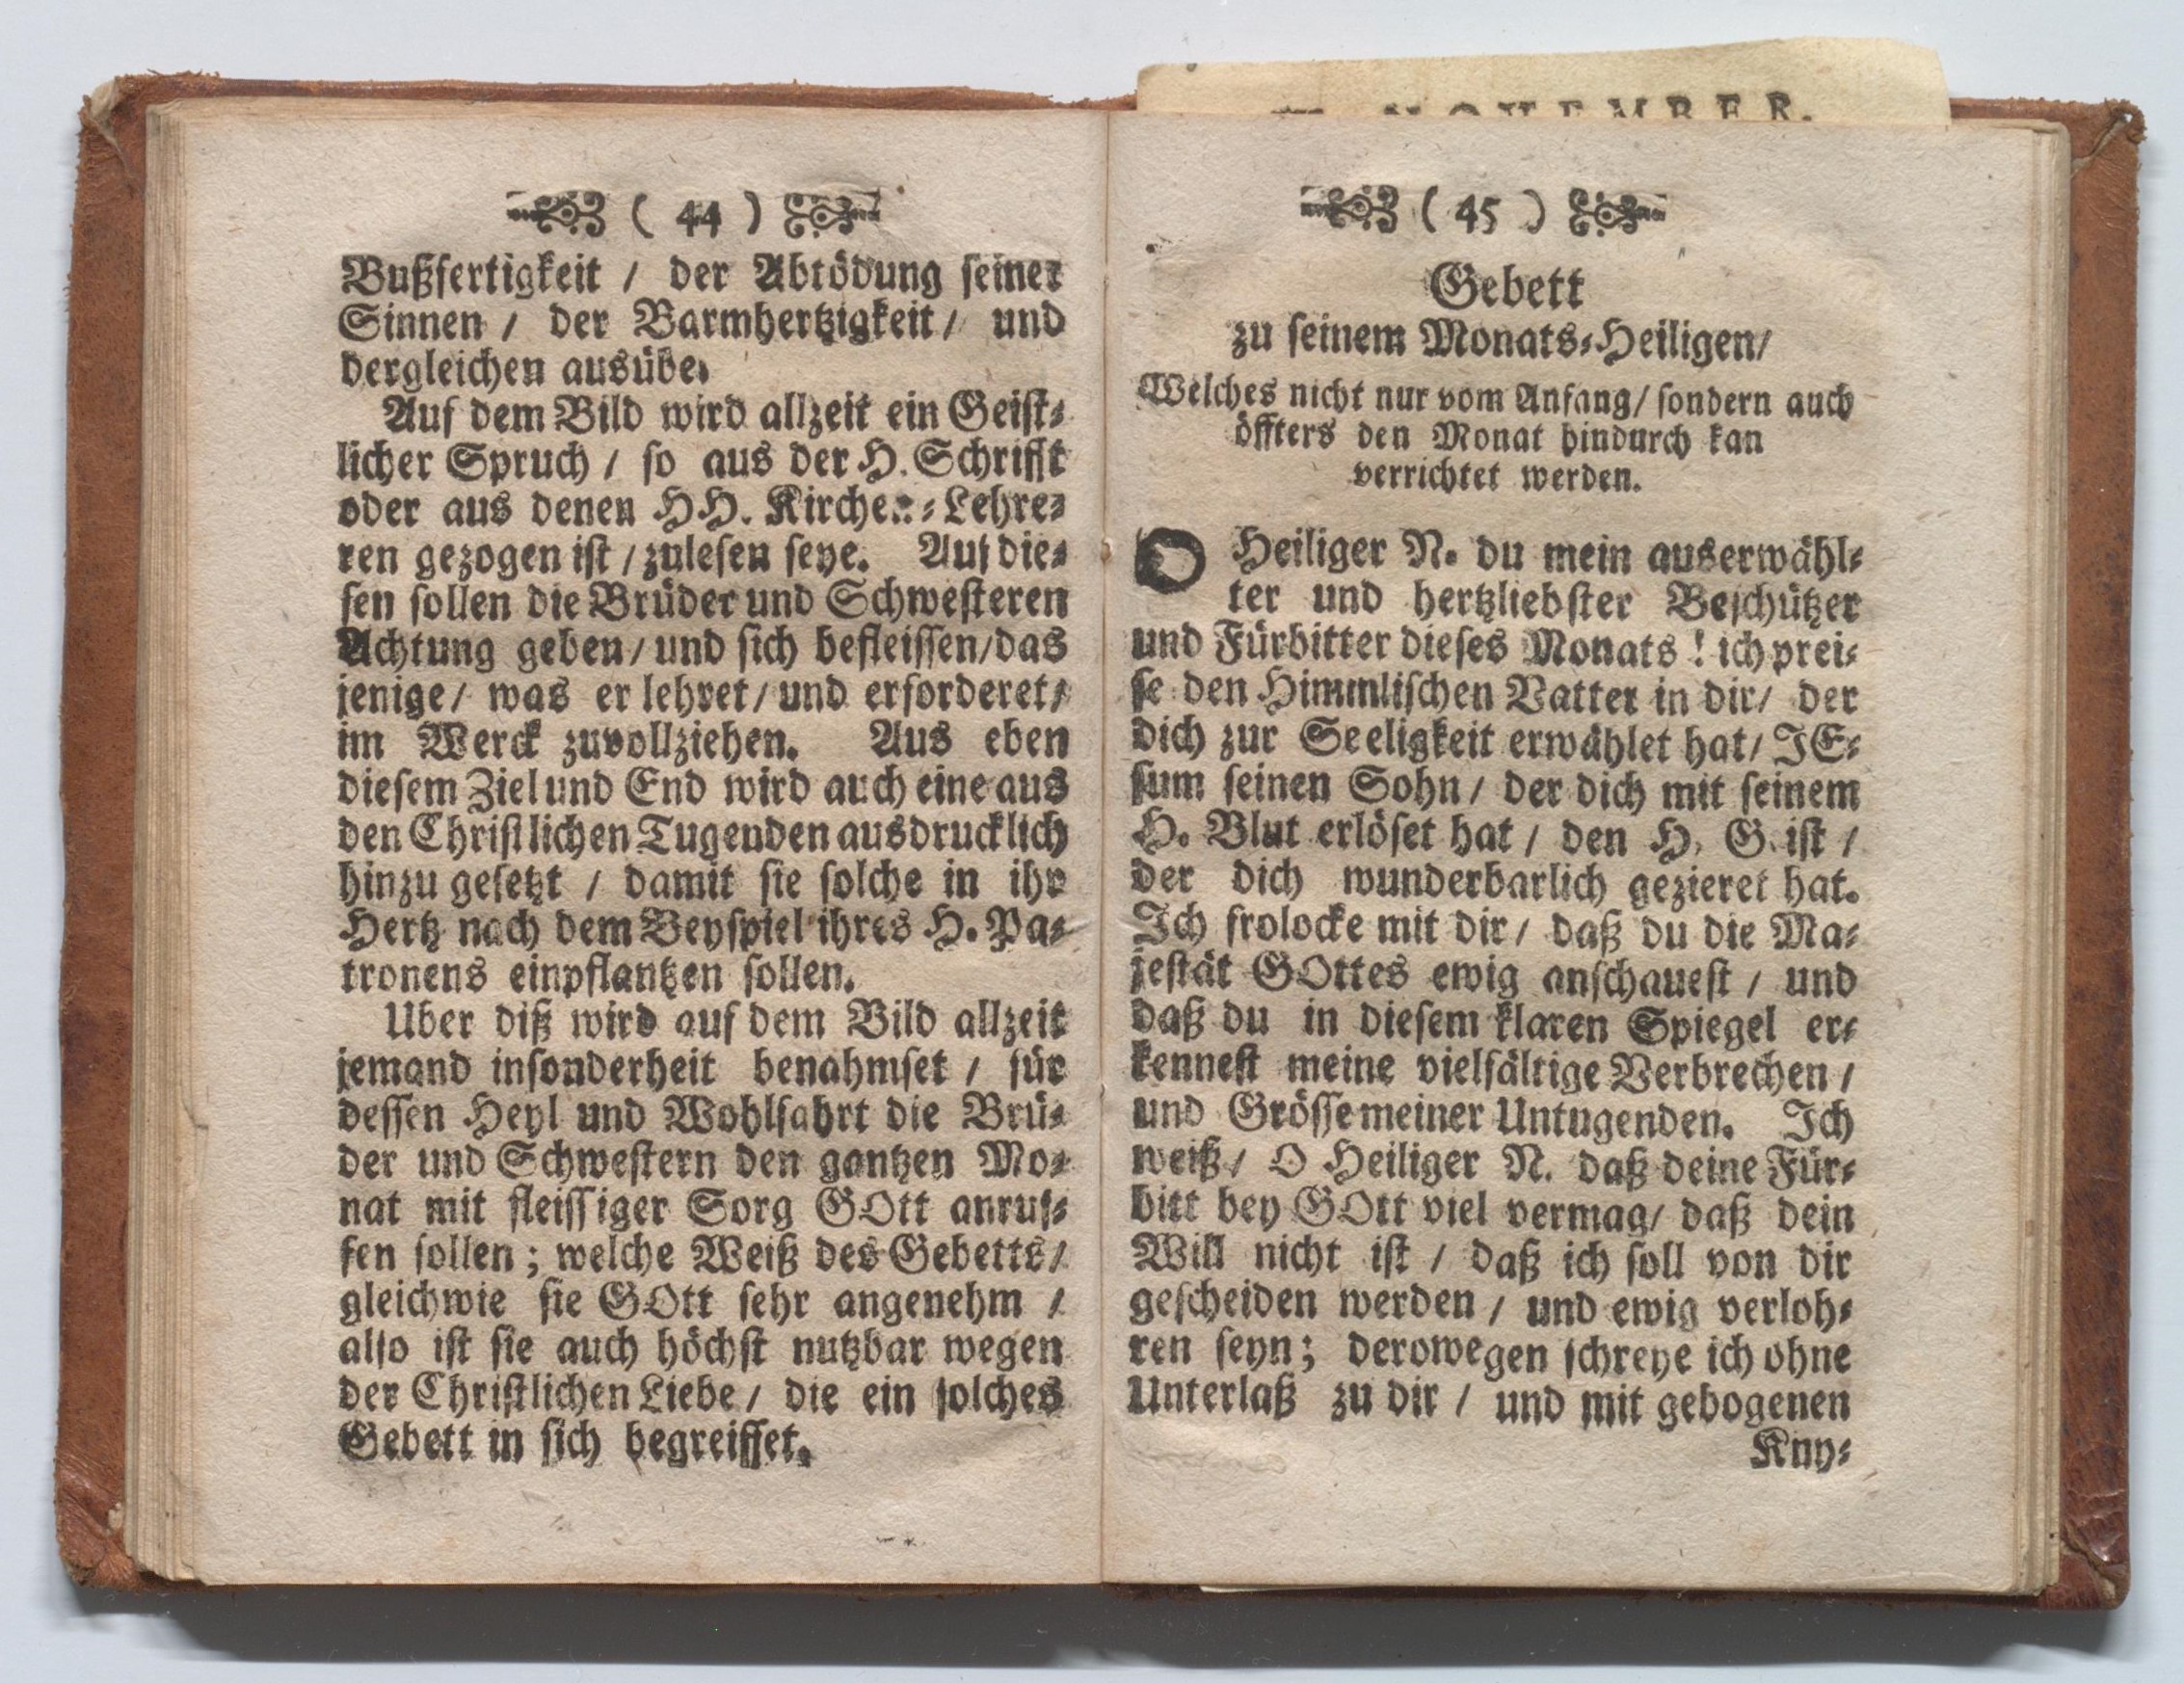 ( 44 )
Bußfertigkeit / der Abtödung seiner
Sinnen / der Barmhertzigkeit / und
dergleichen ausübe.
Auf dem Bild wird allzeit ein Geist-
licher Spruch / so aus der H. Schrifft
oder aus denen HH. Kirchen-Lehre-
ren gezogen ist / zulesen seye. Auf die-
sen sollen die Brüder und Schwesteren
Achtung geben / und sich befleissen / das
jenige / was er lehret / und erforderet /
im Werck zuvollziehen. Aus eben
diesem Ziel und End wird auch eine aus
den Christlichen Tugenden ausdrucklich
hinzu gesetzt / damit sie solche in ihr
Hertz nach dem Beyspiel ihres H. Pa-
tronens einpflantzen sollen.
Uber diß wird auf dem Bild allzeit
jemand insonderheit benahmset / für
dessen Heyl und Wohlfahrt die Brü-
der und Schwestern den gantzen Mo-
nat mit fleissiger Sorg GOtt anruf-
fen sollen ; welche Weiß des Gebetts /
gleichwie sie GOtt sehr angenehm /
also ist sie auch höchst nutzbar wegen
der Christlichen Liebe / die ein solches
Gebett in sich begreiffet.
NOVEMBER.
( 45 )
Gebett
zu seinem Monats-Heiligen /
Welches nicht nur vom Anfang / sondern auch
öffters den Monat hindurch kan
verrichtet werden.
O Heiliger N. du mein auserwähl-
ter und hertzliebster Beschützer
und Fürbitter dieses Monats ! ich prei-
se den Himmlischen Vatter in dir / der
dich zur Seeligkeit erwählet hat / JE-
sum seinen Sohn / der dich mit seinem
H. Blut erlöset hat / den H. Geist /
der dich wunderbarlich gezieret hat.
Ich frolocke mit dir / daß du die Ma-
jestät GOttes ewig anschauest / und
daß du in diesem klaren Spiegel er-
kennest meine vielfältige Verbrechen /
und Grösse meiner Untugenden. Ich
weiß / O Heiliger N. daß deine Für-
bitt bey GOtt viel vermag / daß dein
Will nicht ist / daß ich soll von dir
gescheiden werden / und ewig verloh-
ren seyn ; derowegen schreye ich ohne
Unterlaß zu dir / und mit gebogenen
Kny-